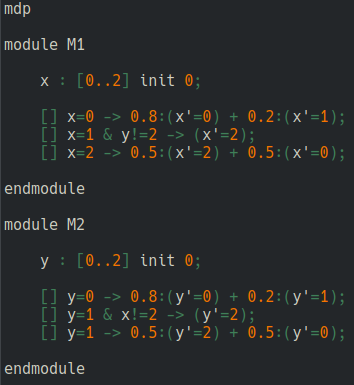 mdp
module M1
x : [0..2] init 0;
[] x=0 -> 0.8:(x'=0) + 0.2:(x'=1);
[] x=1 & y!=2 -> (x'=2);
[] x=2 -> 0.5:(x'=2) + 0.5:(x'=0);
endmodule
module M2
y : [0..2] init 0;
[] y=0 -> 0.8:(y'=0) + 0.2:(y'=1);
[] y=1 & x!=2 -> (y'=2);
[] y=1 -> 0.5:(y'=2) + 0.5:(y'=0);
endmodule